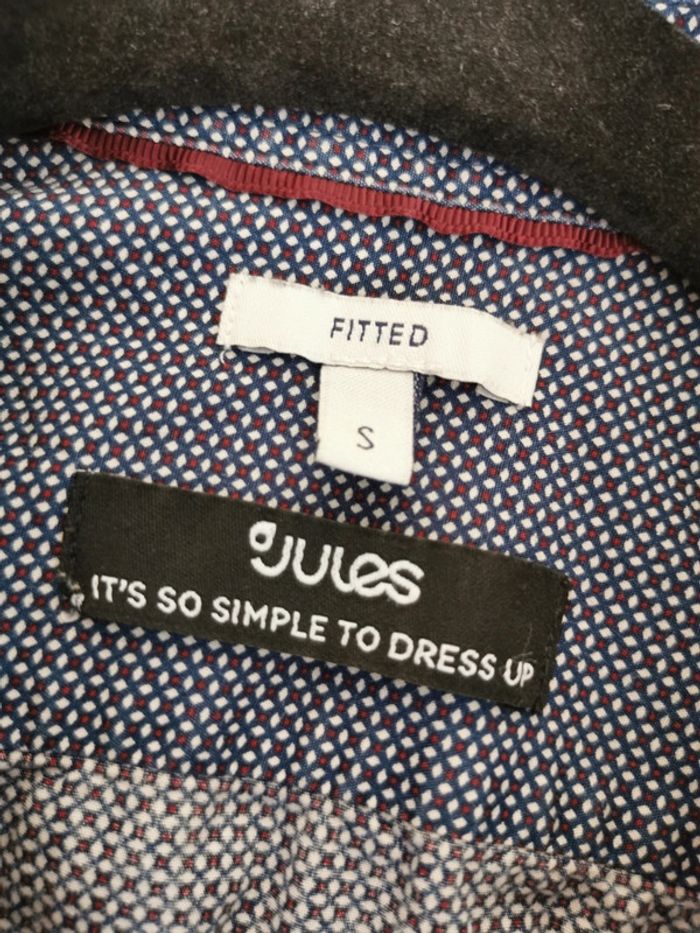 FITTED
S
JULES
IT'S SO SIMPLE TO DRESS UP